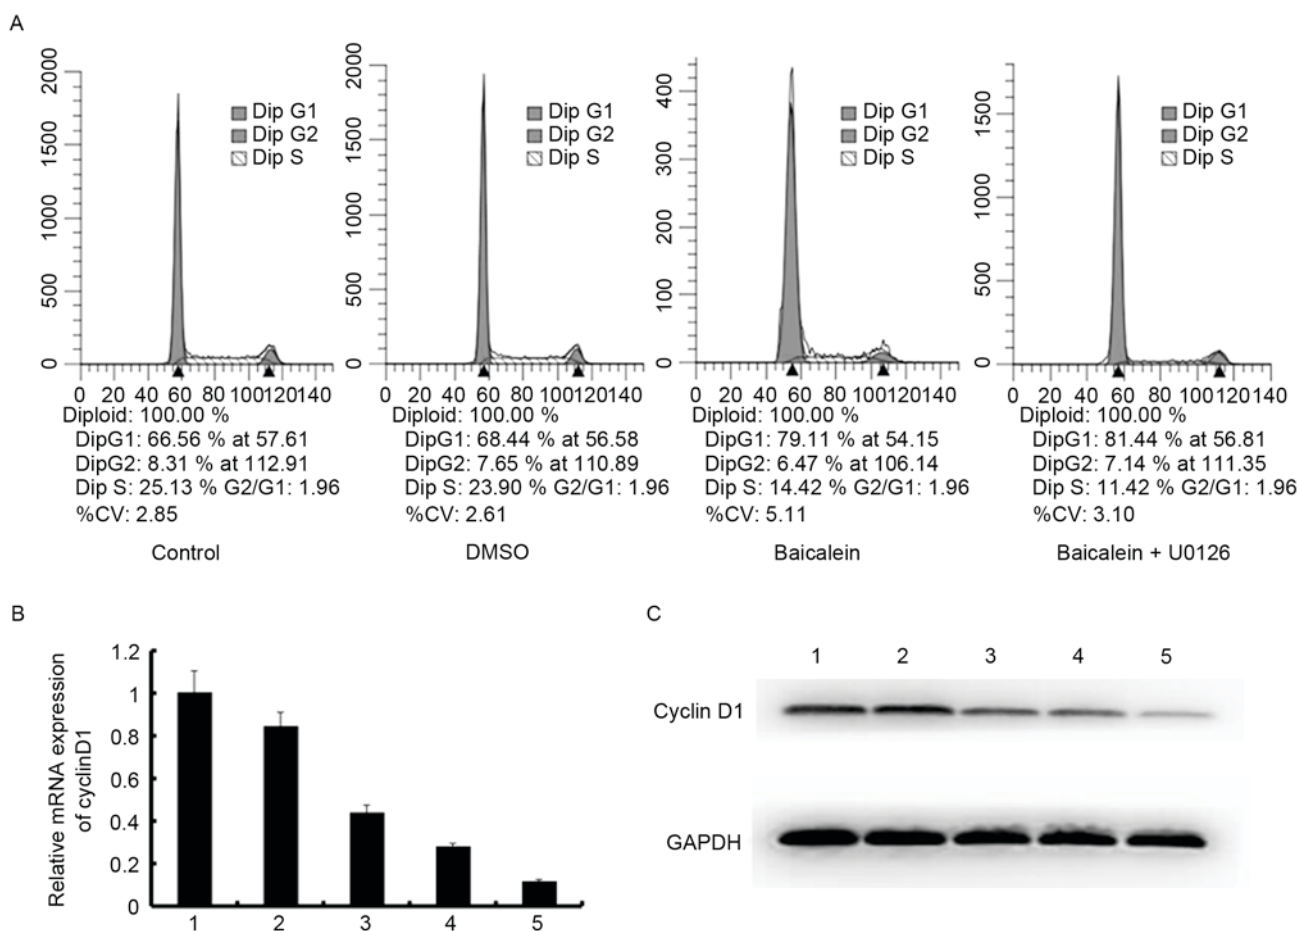 A
2000
1500
1000
500
0
Dip G1
Dip G2
Dip S
0 20 40 60 80 100120140
Diploid: 100.00 %
DipG1: 66.56 % at 57.61
DipG2: 8.31 % at 112.91
Dip S: 25.13 % G2/G1: 1.96
%CV: 2.85
Control
2000
1500
1000
500
0
Dip G1
Dip G2
Dip S
0 20 40 60 80 100120140
Diploid: 100.00 %
DipG1: 68.44 % at 56.58
DipG2: 7.65 % at 110.89
Dip S: 23.90 % G2/G1: 1.96
%CV: 2.61
DMSO
400
300
200
100
0
Dip G1
Dip G2
Dip S
0 20 40 60 80 100120140
Diploid: 100.00 %
DipG1: 79.11 % at 54.15
DipG2: 6.47 % at 106.14
Dip S: 14.42 % G2/G1: 1.96
%CV: 5.11
Baicalein
1500
1000
500
0
Dip G1
Dip G2
Dip S
0 20 40 60 80 100120 140
Diploid: 100.00 %
DipG1: 81.44 % at 56.81
DipG2: 7.14 % at 111.35
Dip S: 11.42 % G2/G1: 1.96
%CV: 3.10
Baicalein + U0126
B
Relative mRNA expression
of cyclinD1
1.2
1
0.8
0.6
0.4
0.2
0
1 2 3 4 5
C
1 2 3 4 5
Cyclin D1
GAPDH